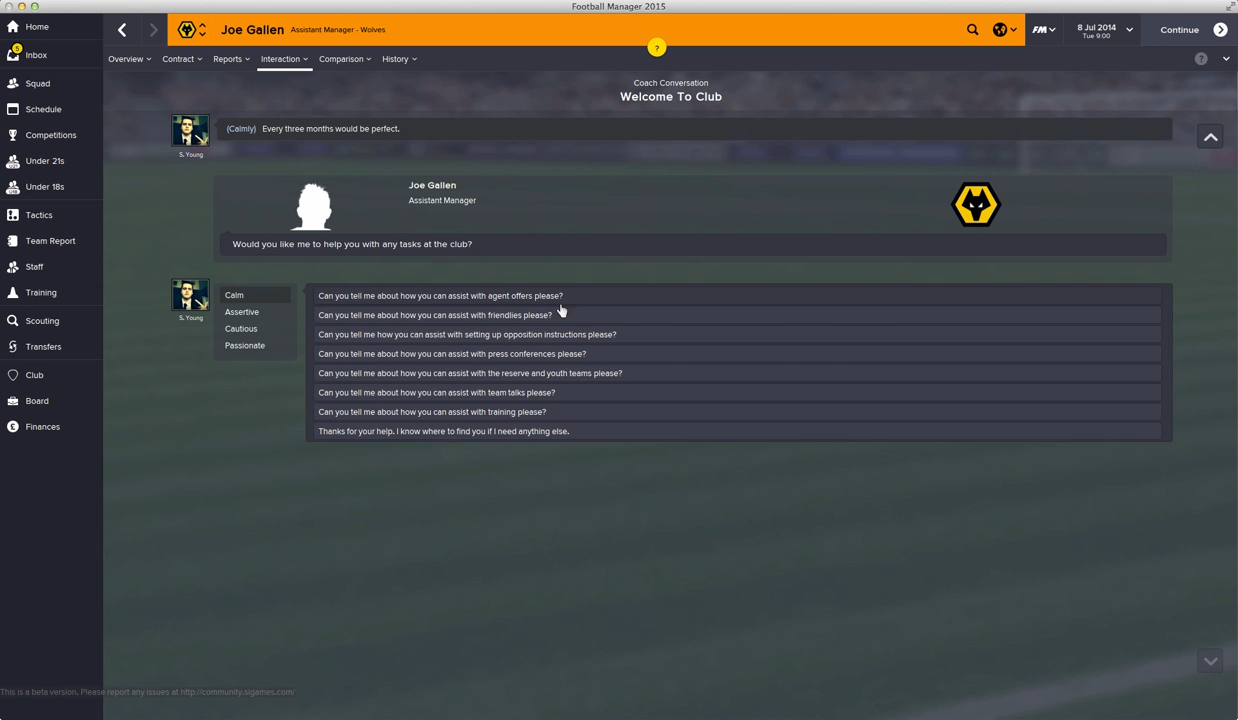 Football Manager 2015
Home
5
Inbox
Squad
Schedule
Competitions
Under 21s
Under 18s
Tactics
Team Report
Staff
Training
Scouting
Transfers
Club
Board
Finances
Joe Gallen Assistant Manager - Wolves
?
FM
8 Jul 2014
Tue 9:00
Continue
Overview Contract Reports Interaction Comparison History
?
Coach Conversation
Welcome To Club
(Calmly) Every three months would be perfect.
S. Young
Joe Gallen
Assistant Manager
Would you like me to help you with any tasks at the club?
S. Young
Calm
Assertive
Cautious
Passionate
Can you tell me about how you can assist with agent offers please?
Can you tell me about how you can assist with friendlies please?
Can you tell me how you can assist with setting up opposition instructions please?
Can you tell me about how you can assist with press conferences please?
Can you tell me about how you can assist with the reserve and youth teams please?
Can you tell me about how you can assist with team talks please?
Can you tell me about how you can assist with training please?
Thanks for your help. I know where to find you if I need anything else.
This is a beta version. Please report any issues at http://community.sigames.com/